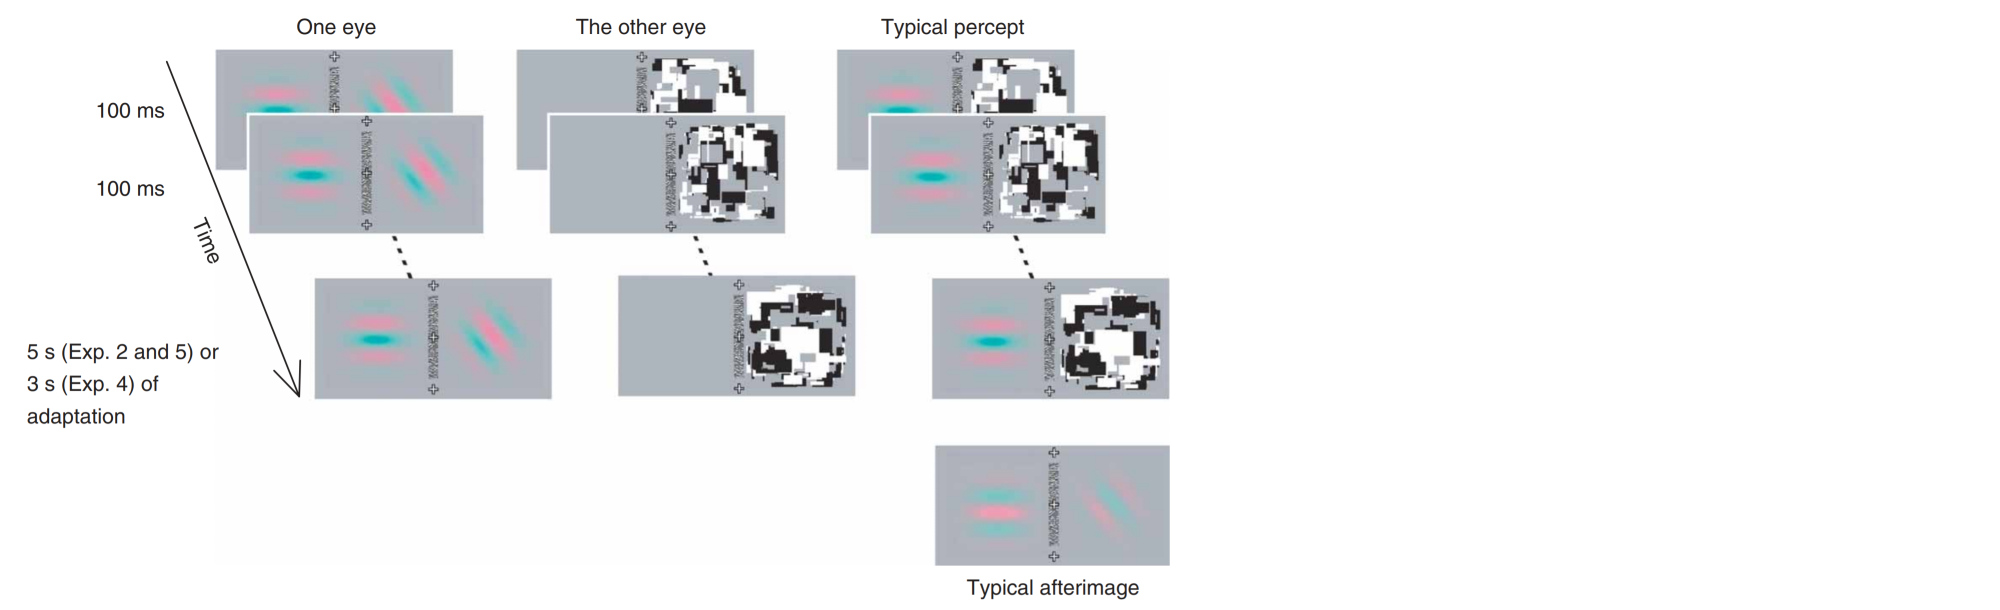 One eye
The other eye
Typical percept
100 ms
100 ms
Time
5 s (Exp. 2 and 5) or
3 s (Exp. 4) of
adaptation
Typical afterimage